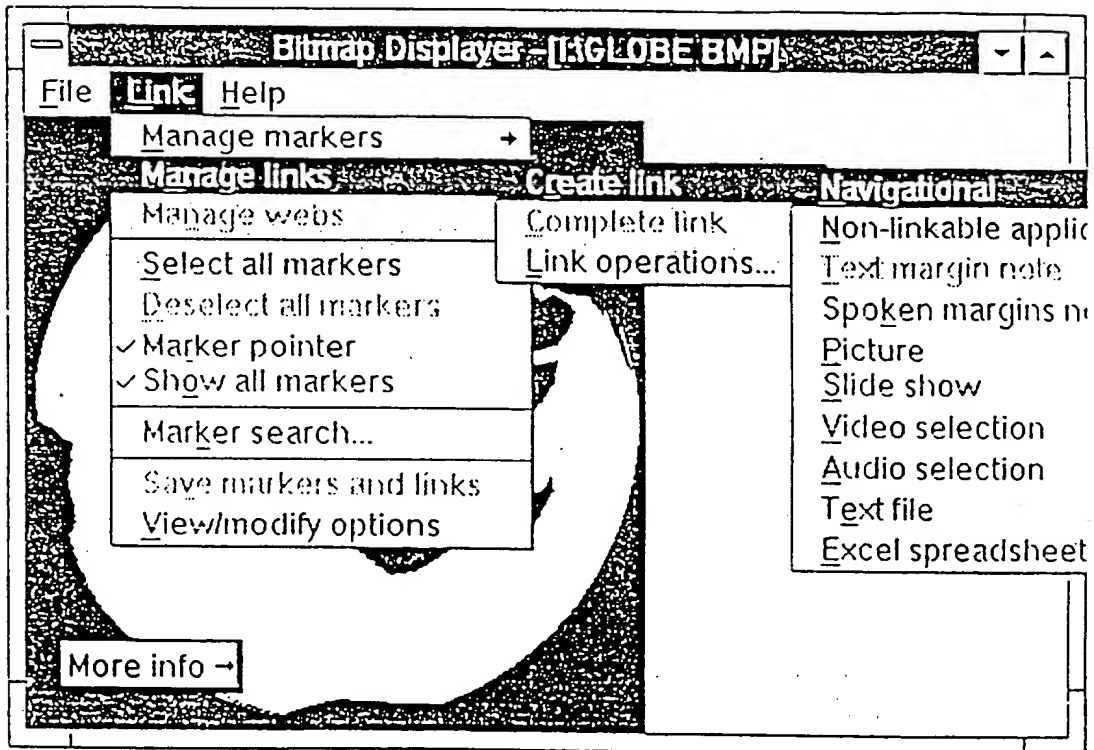 Bitmap Displayer -[I:\GLOBE BMP]
File Link Help
Manage markers →
Manage links
Manage webs
Select all markers
Deselect all markers
✓ Marker pointer
✓ Show all markers
Marker search...
Save markers and links
View/modify options
Create link
Complete link
Link operations...
Navigational
Non-linkable applic
Text margin note
Spoken margins n
Picture
Slide show
Video selection
Audio selection
Text file
Excel spreadsheet
More info →